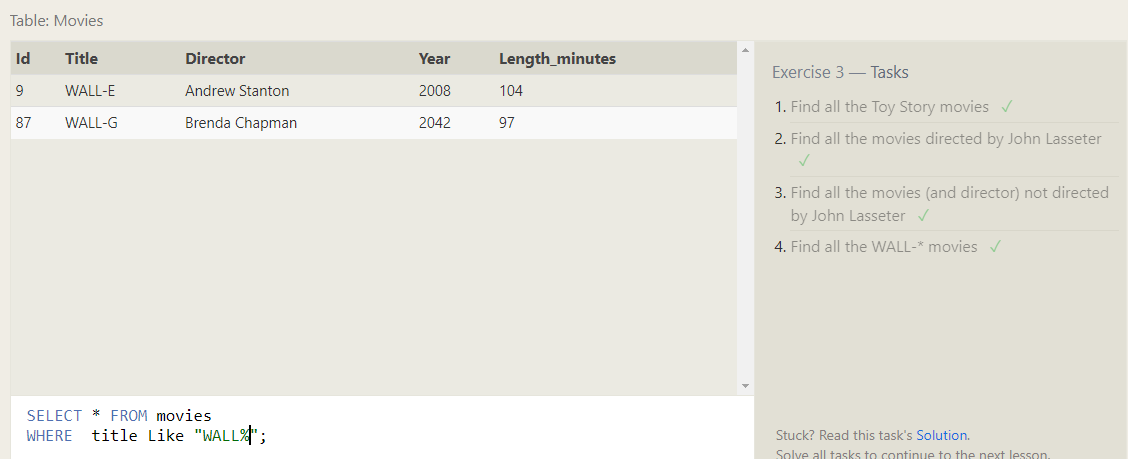 Table: Movies
Id Title Director Year Length_minutes
9 WALL-E Andrew Stanton 2008 104
87 WALL-G Brenda Chapman 2042 97
SELECT * FROM movies
WHERE  title Like "WALL%";
Exercise 3 — Tasks
1. Find all the Toy Story movies ✓
2. Find all the movies directed by John Lasseter
✓
3. Find all the movies (and director) not directed
by John Lasseter ✓
4. Find all the WALL-* movies ✓
Stuck? Read this task's Solution.
Solve all tasks to continue to the next lesson.